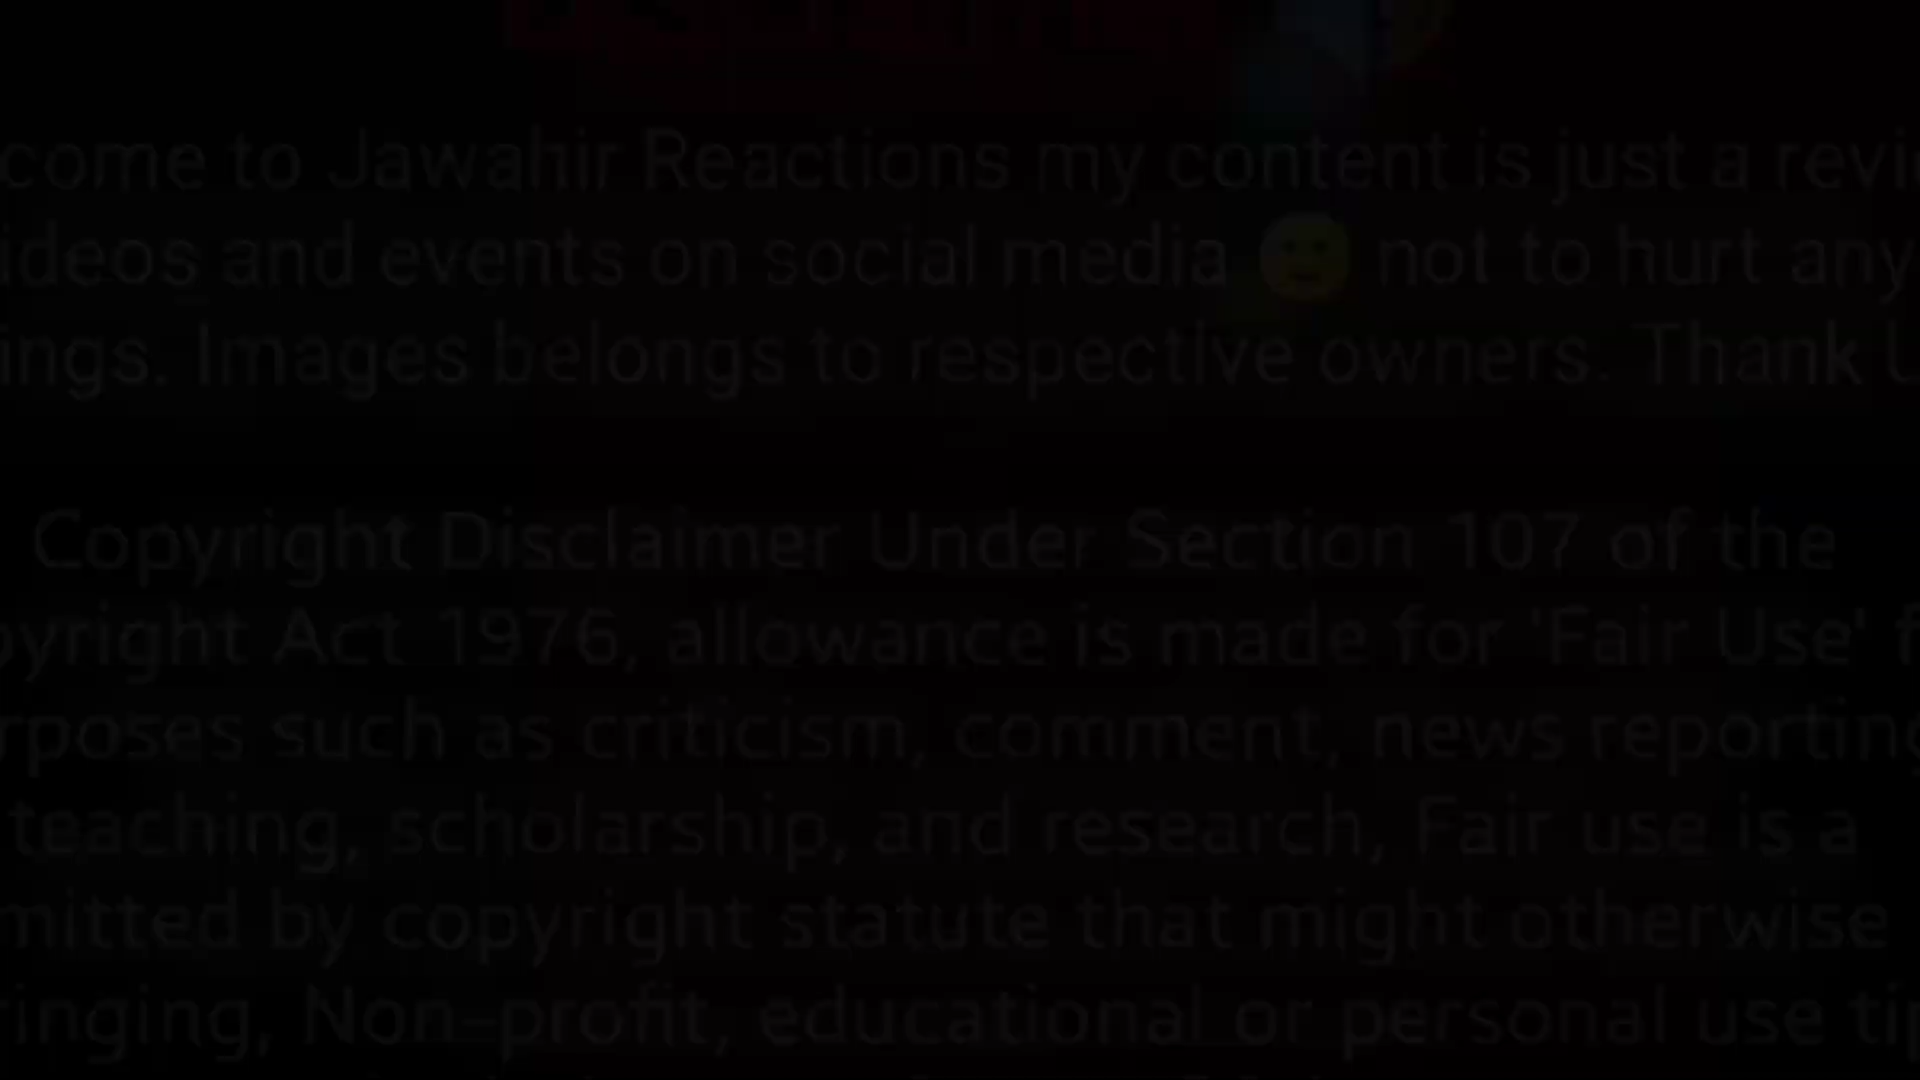 come to Jawahir Reactions my content is just a revi
ideos and events on social media 🙂 not to hurt any
ings. Images belongs to respective owners. Thank U
Copyright Disclaimer Under Section 107 of the
pyright Act 1976, allowance is made for 'Fair Use' f
rposes such as criticism, comment, news reporting
teaching, scholarship, and research, Fair use is a
mitted by copyright statute that might otherwise
ringing, Non-profit, educational or personal use tip